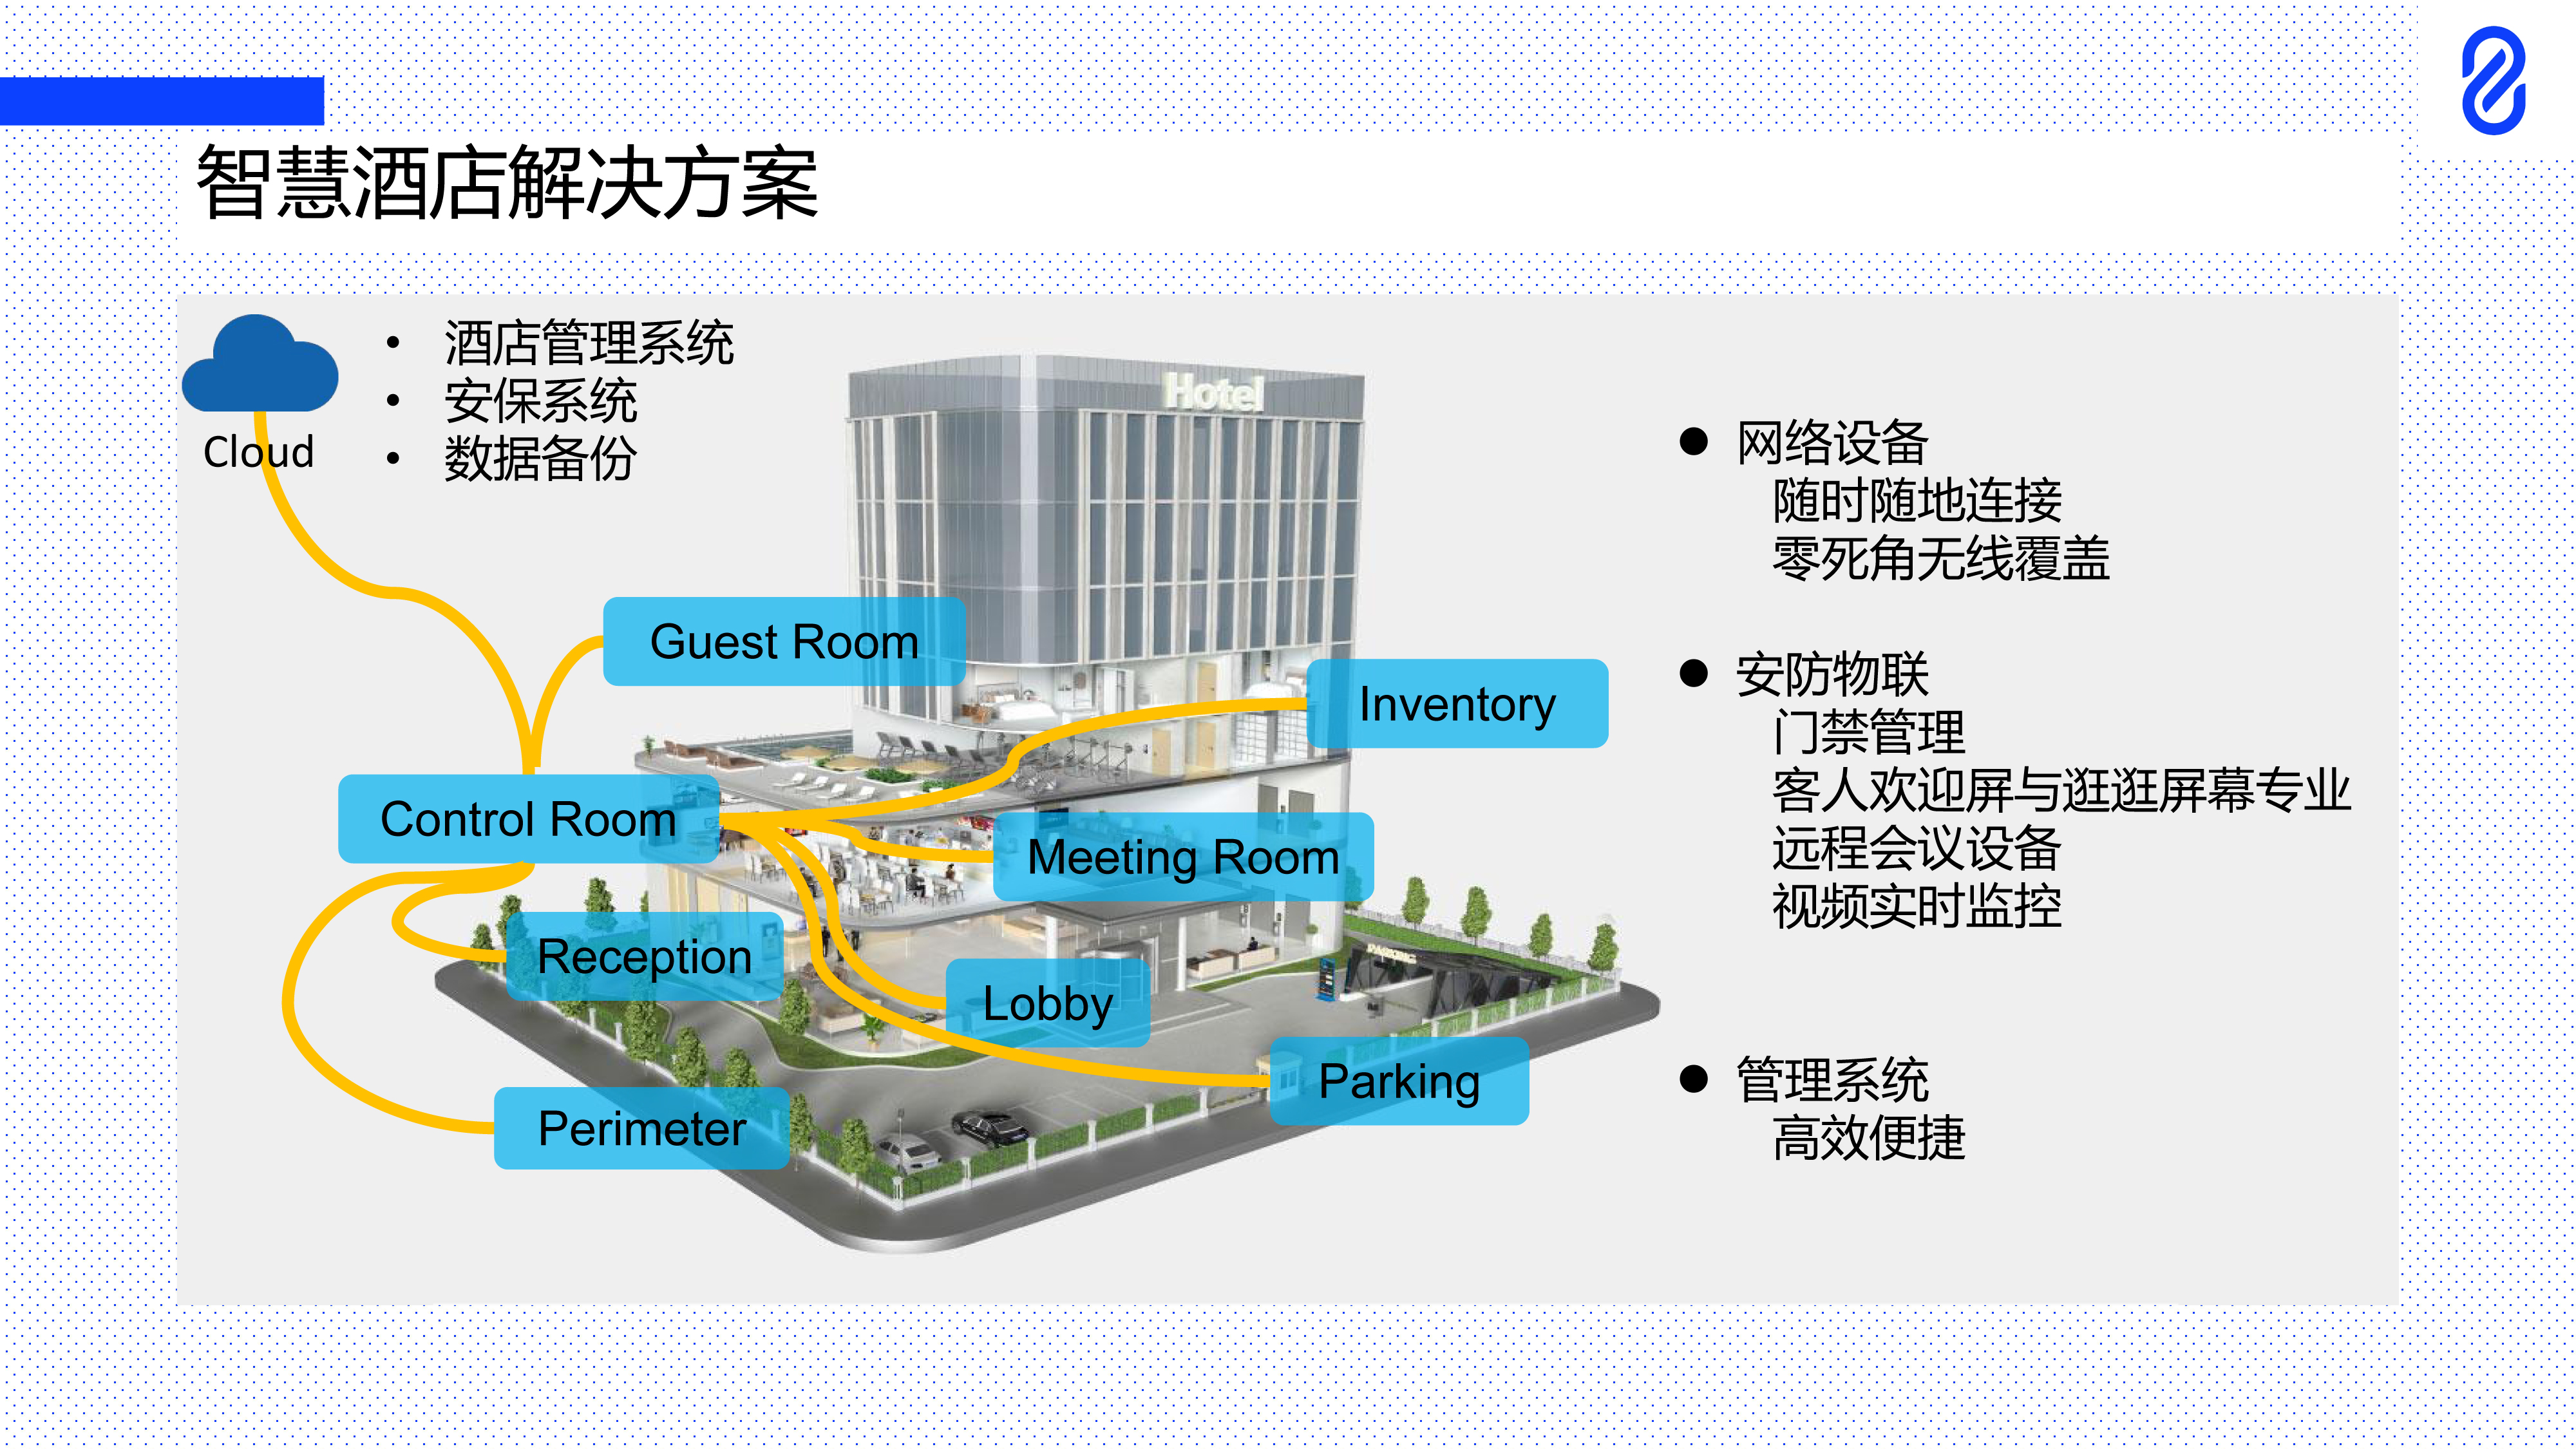 智慧酒店解决方案
Cloud
• 酒店管理系统
• 安保系统
• 数据备份
Hotel
Guest Room
Inventory
Control Room
Meeting Room
Reception
Lobby
PARKING
Parking
Perimeter
● 网络设备
随时随地连接
零死角无线覆盖
● 安防物联
门禁管理
客人欢迎屏与逛逛屏幕专业
远程会议设备
视频实时监控
● 管理系统
高效便捷